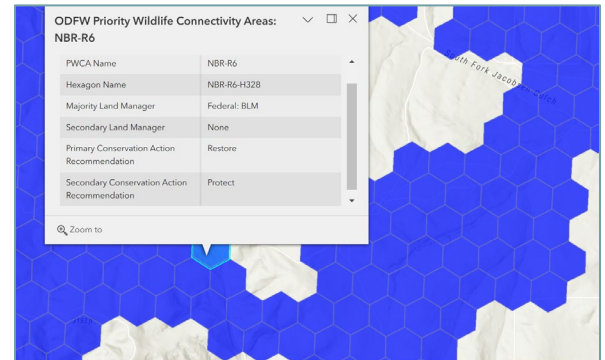 ODFW Priority Wildlife Connectivity Areas:
NBR-R6
PWCA Name NBR-R6
Hexagon Name NBR-R6-H328
Majority Land Manager Federal: BLM
Secondary Land Manager None
Primary Conservation Action Restore
Recommendation
Secondary Conservation Action Protect
Recommendation
Zoom to
South Fork Jacobsen Gulch